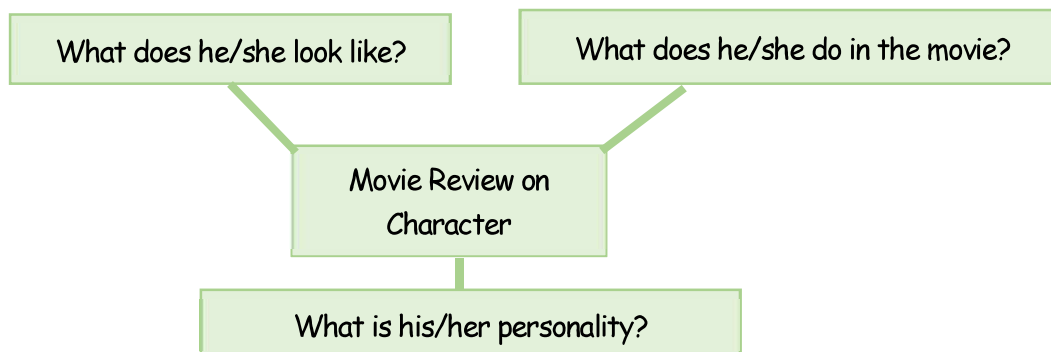 What does he/she look like?
What does he/she do in the movie?
Movie Review on
Character
What is his/her personality?